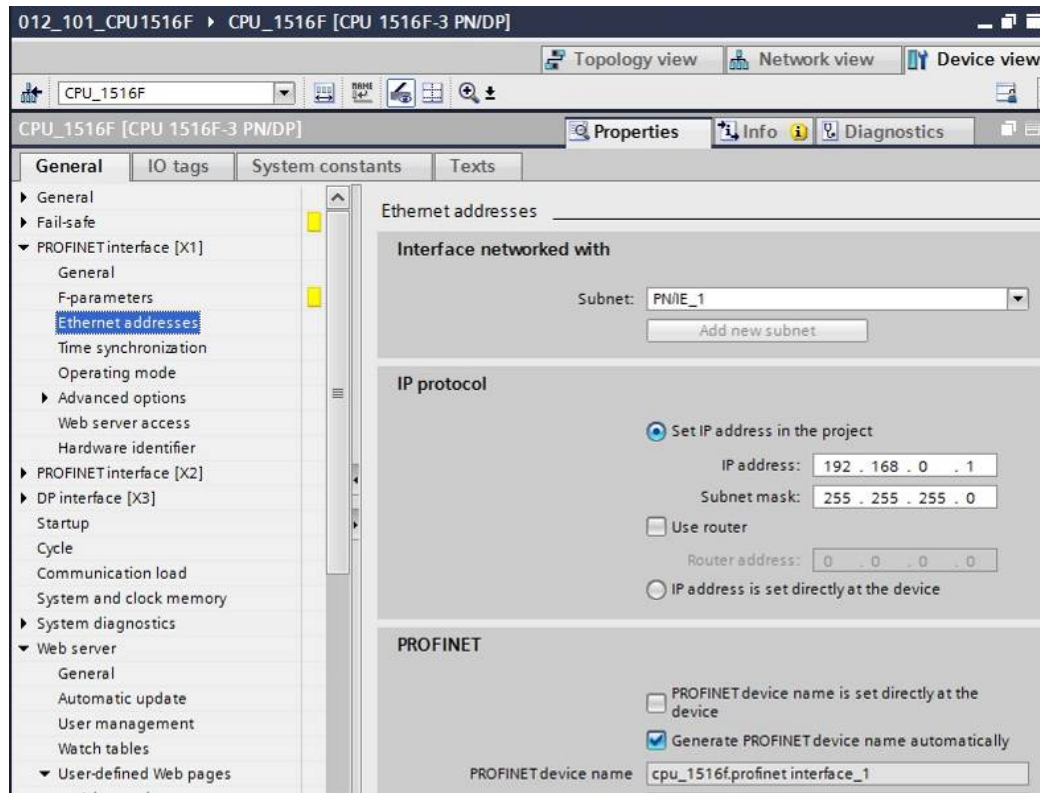 012_101_CPU1516F ▸ CPU_1516F [CPU 1516F-3 PN/DP]
Topology view Network view Device view
CPU_1516F
CPU_1516F [CPU 1516F-3 PN/DP] Properties Info Diagnostics
General IO tags System constants Texts
General
Fail-safe
PROFINET interface [X1]
General
F-parameters
Ethernet addresses
Time synchronization
Operating mode
Advanced options
Web server access
Hardware identifier
PROFINET interface [X2]
DP interface [X3]
Startup
Cycle
Communication load
System and clock memory
System diagnostics
Web server
General
Automatic update
User management
Watch tables
User-defined Web pages
Ethernet addresses
Interface networked with
Subnet: PN/IE_1
Add new subnet
IP protocol
Set IP address in the project
IP address: 192 . 168 . 0 . 1
Subnet mask: 255 . 255 . 255 . 0
Use router
Router address: 0 . 0 . 0 . 0
IP address is set directly at the device
PROFINET
PROFINET device name is set directly at the
device
Generate PROFINET device name automatically
PROFINET device name cpu_1516f.profinet interface_1